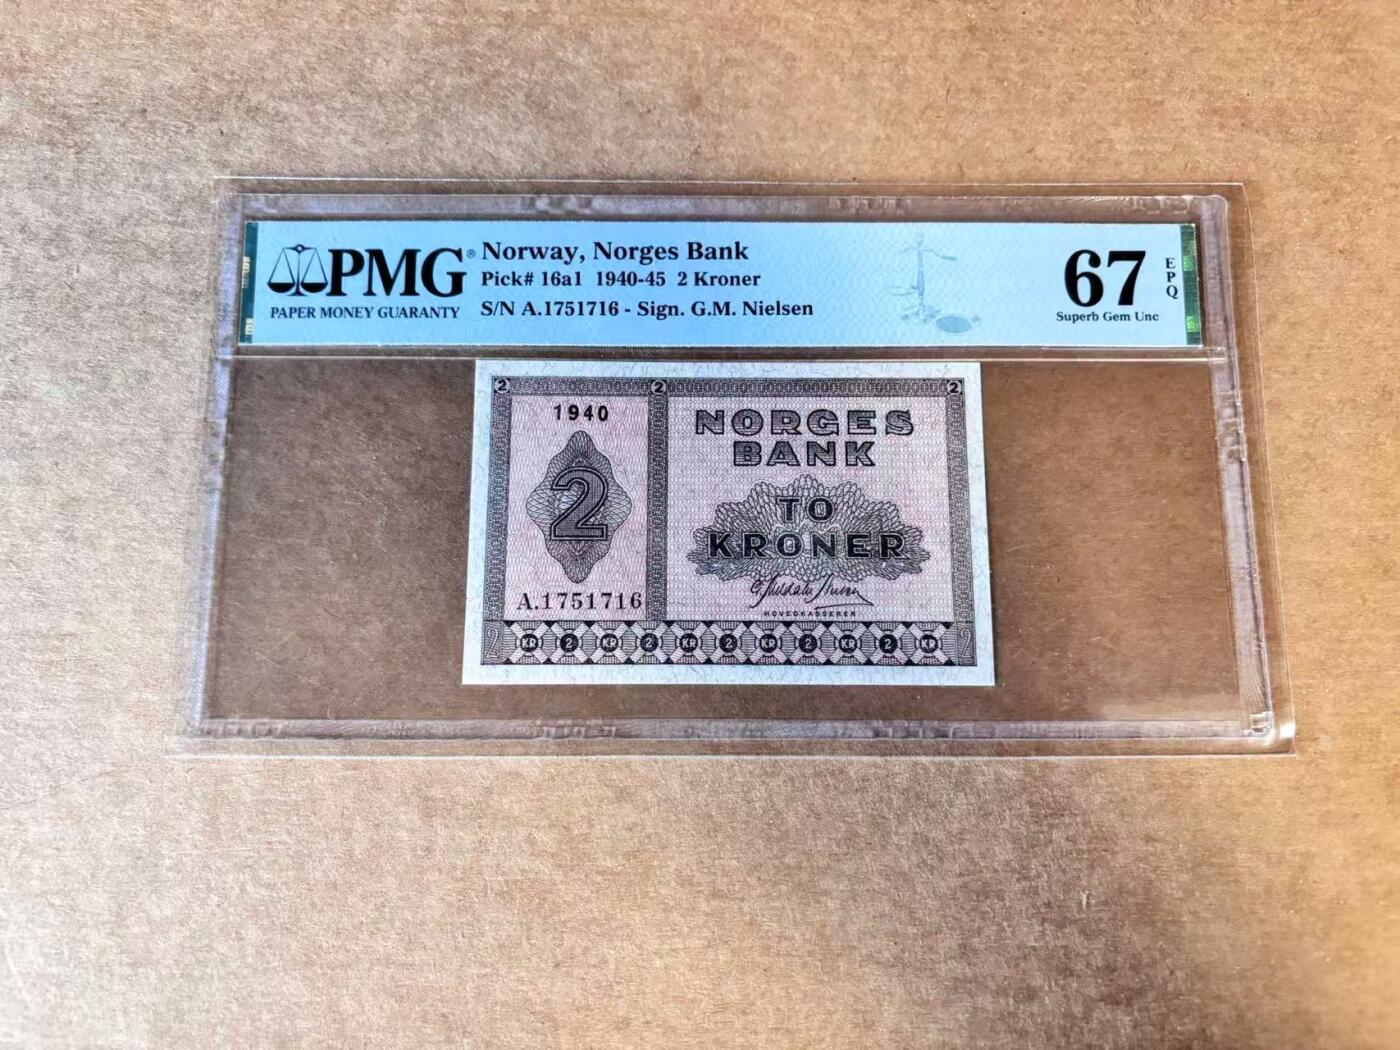 PMG®
PAPER MONEY GUARANTY
Norway, Norges Bank
Pick# 16a1 1940-45 2 Kroner
S/N A.1751716 - Sign. G.M. Nielsen
67
EPQ
Superb Gem Unc
2 2 2
1940
2
A.1751716
NORGES
BANK
TO
KRONER
HOVEDKASSERER
2 KR 2 KR 2 KR 2 KR 2 KR 2 KR 2